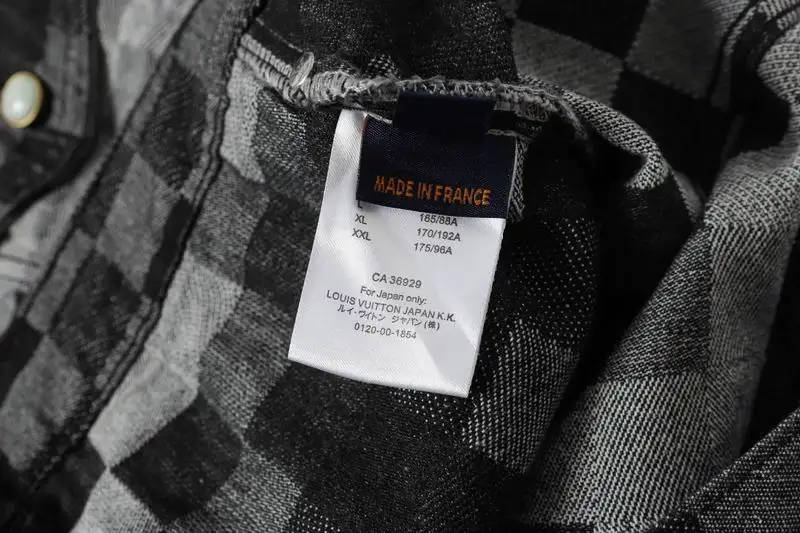 MADE IN FRANCE
L 165/88A
XL 170/192A
XXL 175/96A
CA 36929
For Japan only:
LOUIS VUITTON JAPAN K.K.
ルイ・ヴィトン ジャパン (株)
0120-00-1854